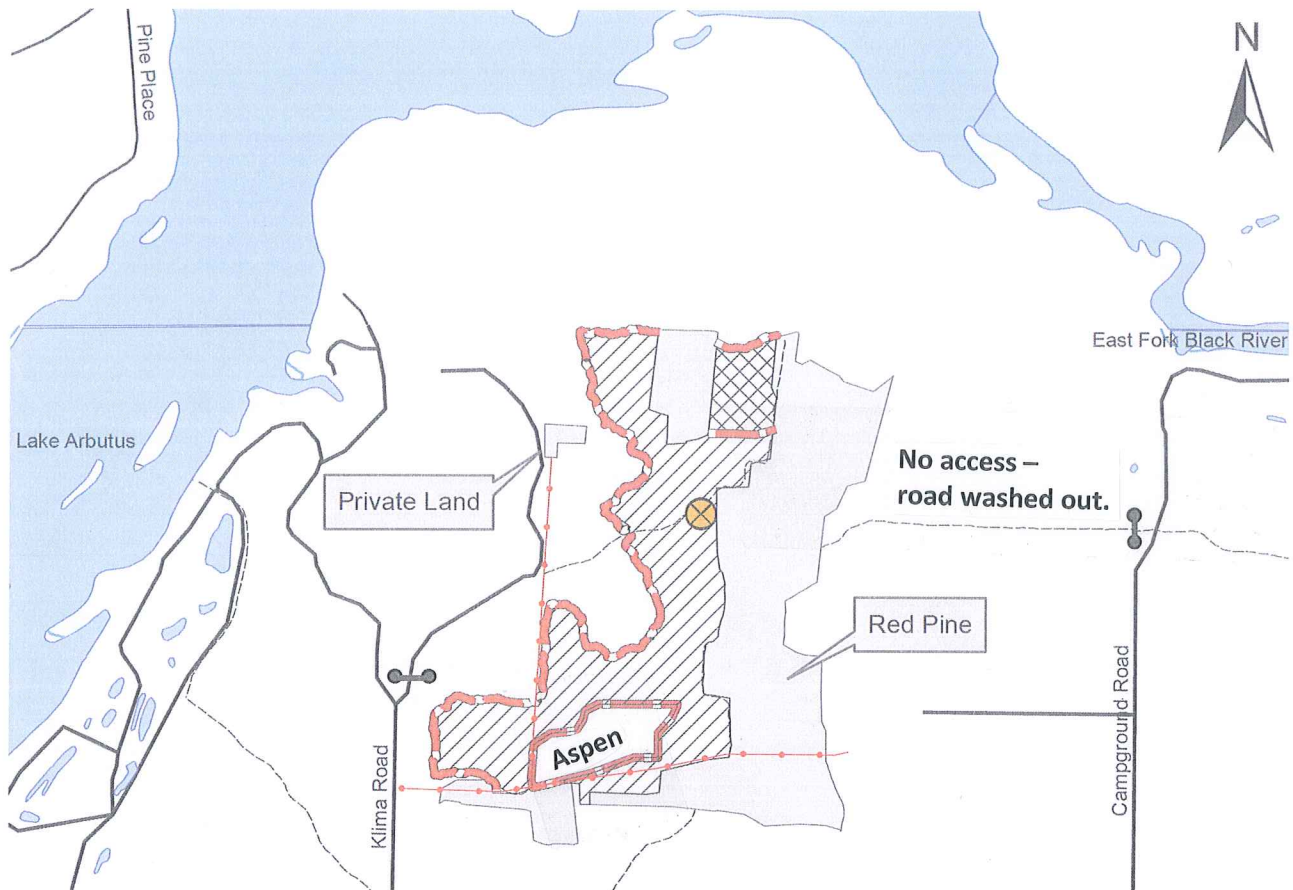 Pine Place
N
East Fork Black River
Lake Arbutus
Private Land
No access –
road washed out.
Red Pine
Aspen
Klima Road
Campground Road